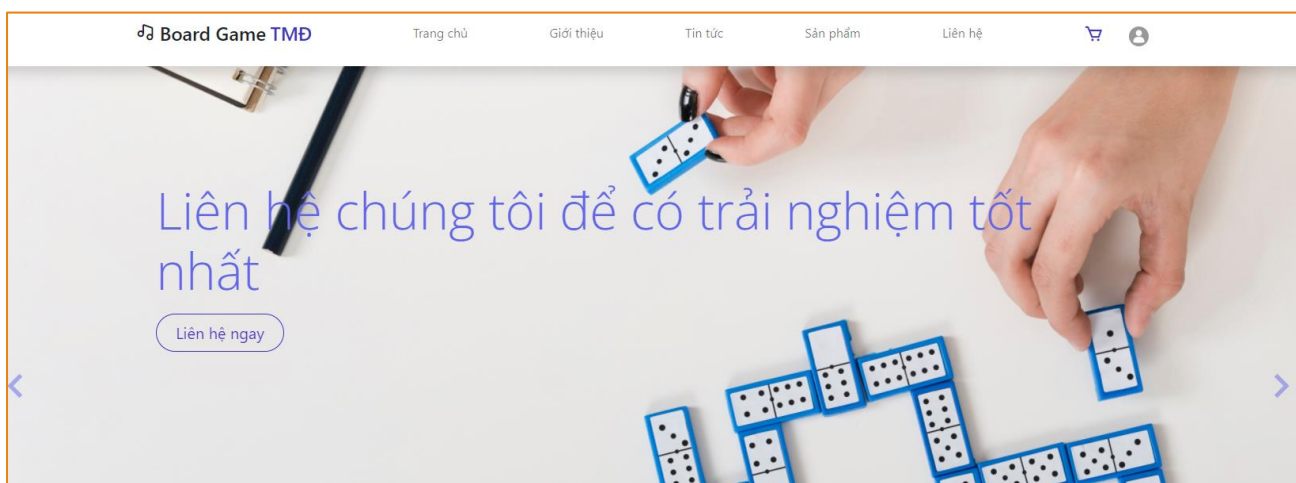 Board Game TMĐ
Trang chủ
Giới thiệu
Tin tức
Sản phẩm
Liên hệ
Liên hệ chúng tôi để có trải nghiệm tốt
nhất
Liên hệ ngay